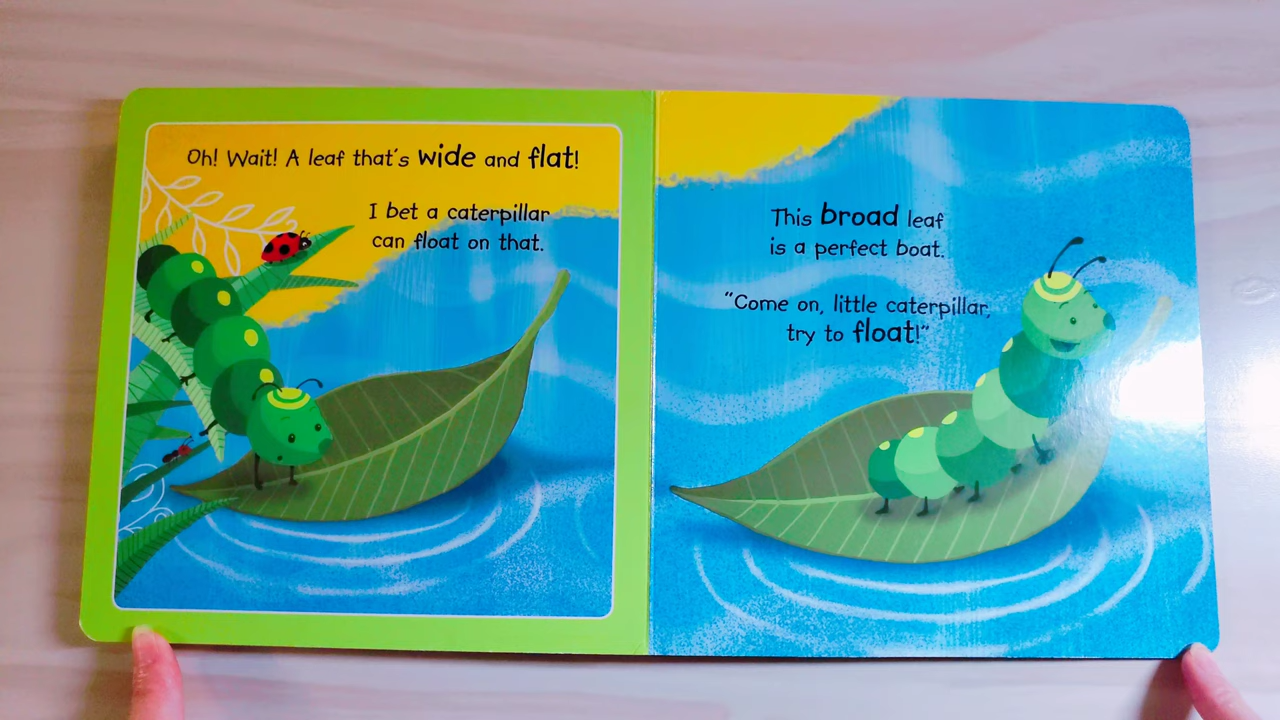 Oh! Wait! A leaf that's wide and flat!
I bet a caterpillar
can float on that.
This broad leaf
is a perfect boat.
"Come on, little caterpillar,
try to float!"